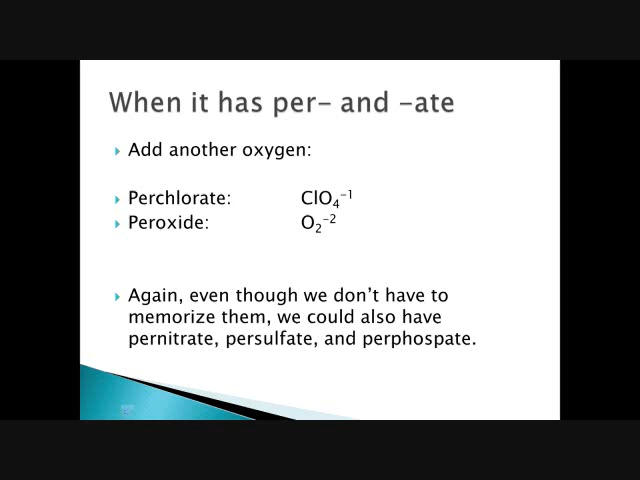 When it has per- and -ate
Add another oxygen:
Perchlorate: ClO₄⁻¹
Peroxide: O₂⁻²
Again, even though we don't have to
memorize them, we could also have
pernitrate, persulfate, and perphospate.